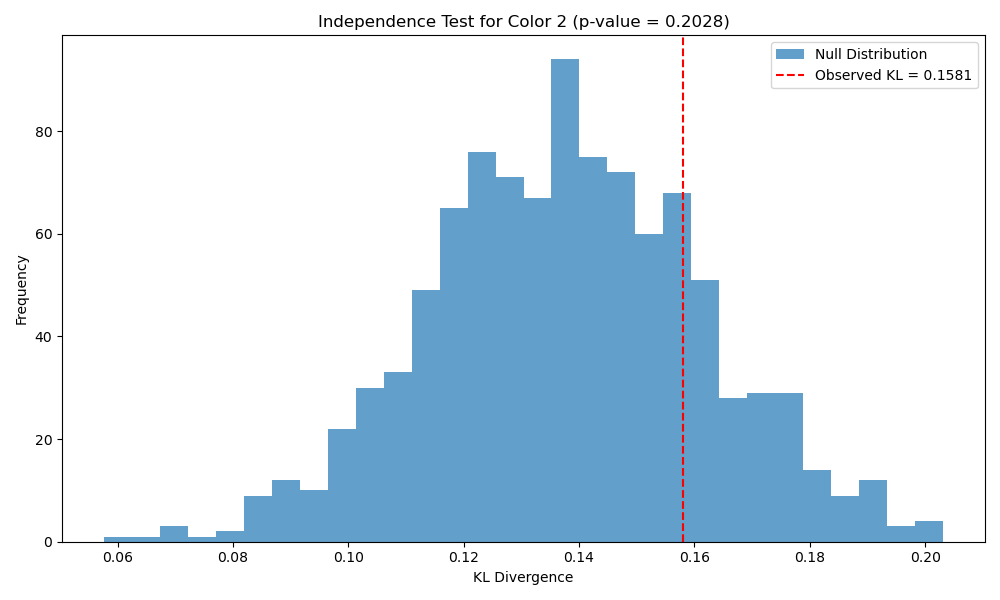 Independence Test for Color 2 (p-value = 0.2028)
Null Distribution
Observed KL = 0.1581
Frequency
80
60
40
20
0
0.06 0.08 0.10 0.12 0.14 0.16 0.18 0.20
KL Divergence